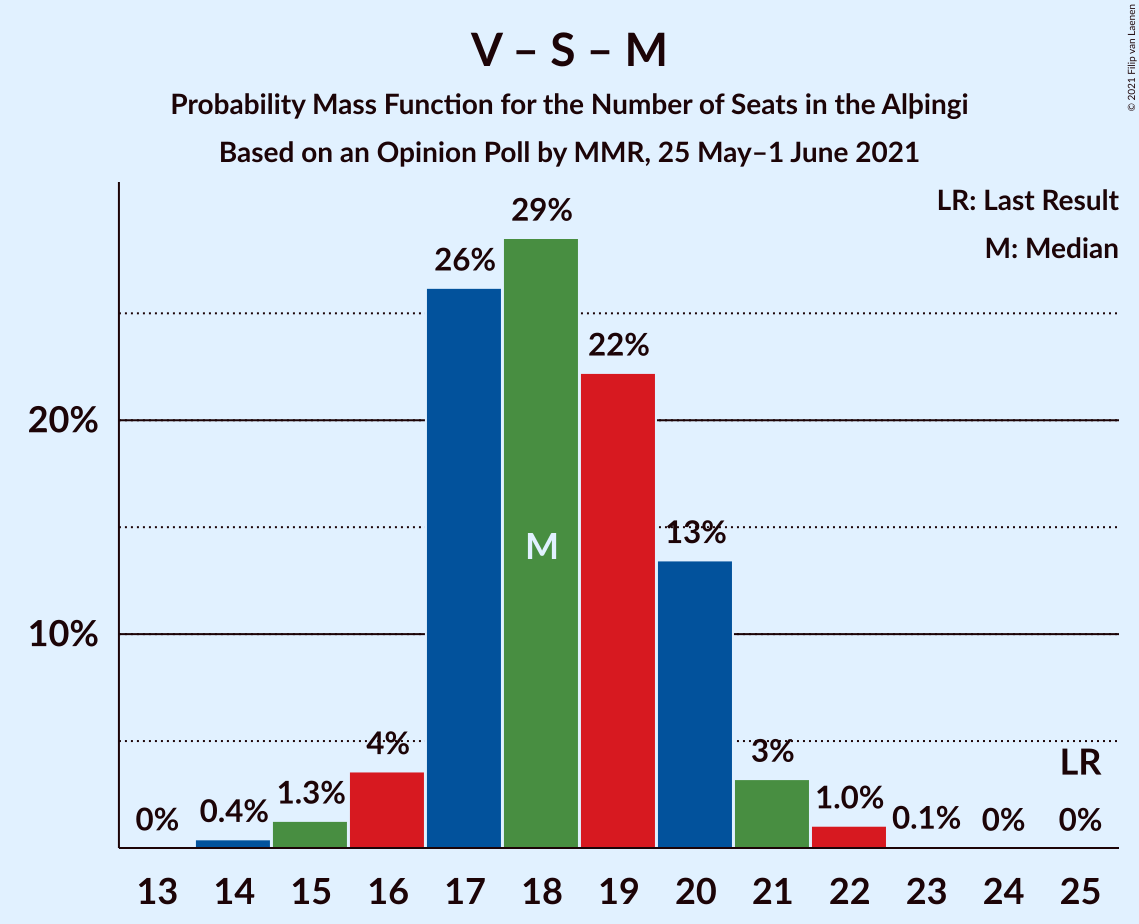 V – S – M
Probability Mass Function for the Number of Seats in the Alþingi
Based on an Opinion Poll by MMR, 25 May–1 June 2021
© 2021 Filip van Laenen
LR: Last Result
M: Median
29%
26%
22%
20%
M
13%
10%
4%
3%
LR
1.3%
1.0%
0%
0.4%
0.1%
0%
0%
13 14 15 16 17 18 19 20 21 22 23 24 25